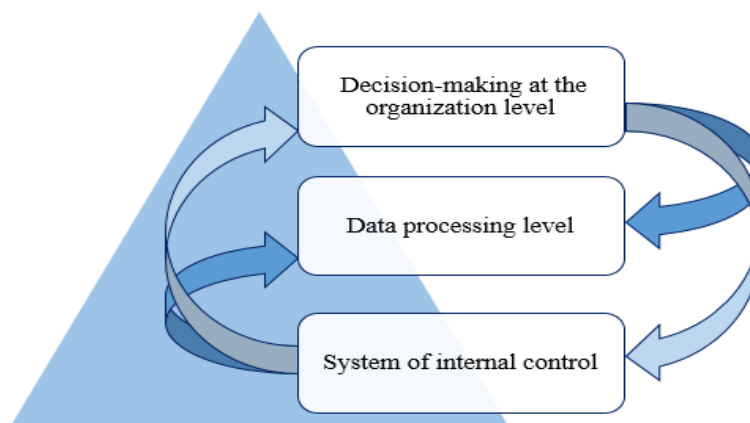 Decision-making at the
organization level
Data processing level
System of internal control